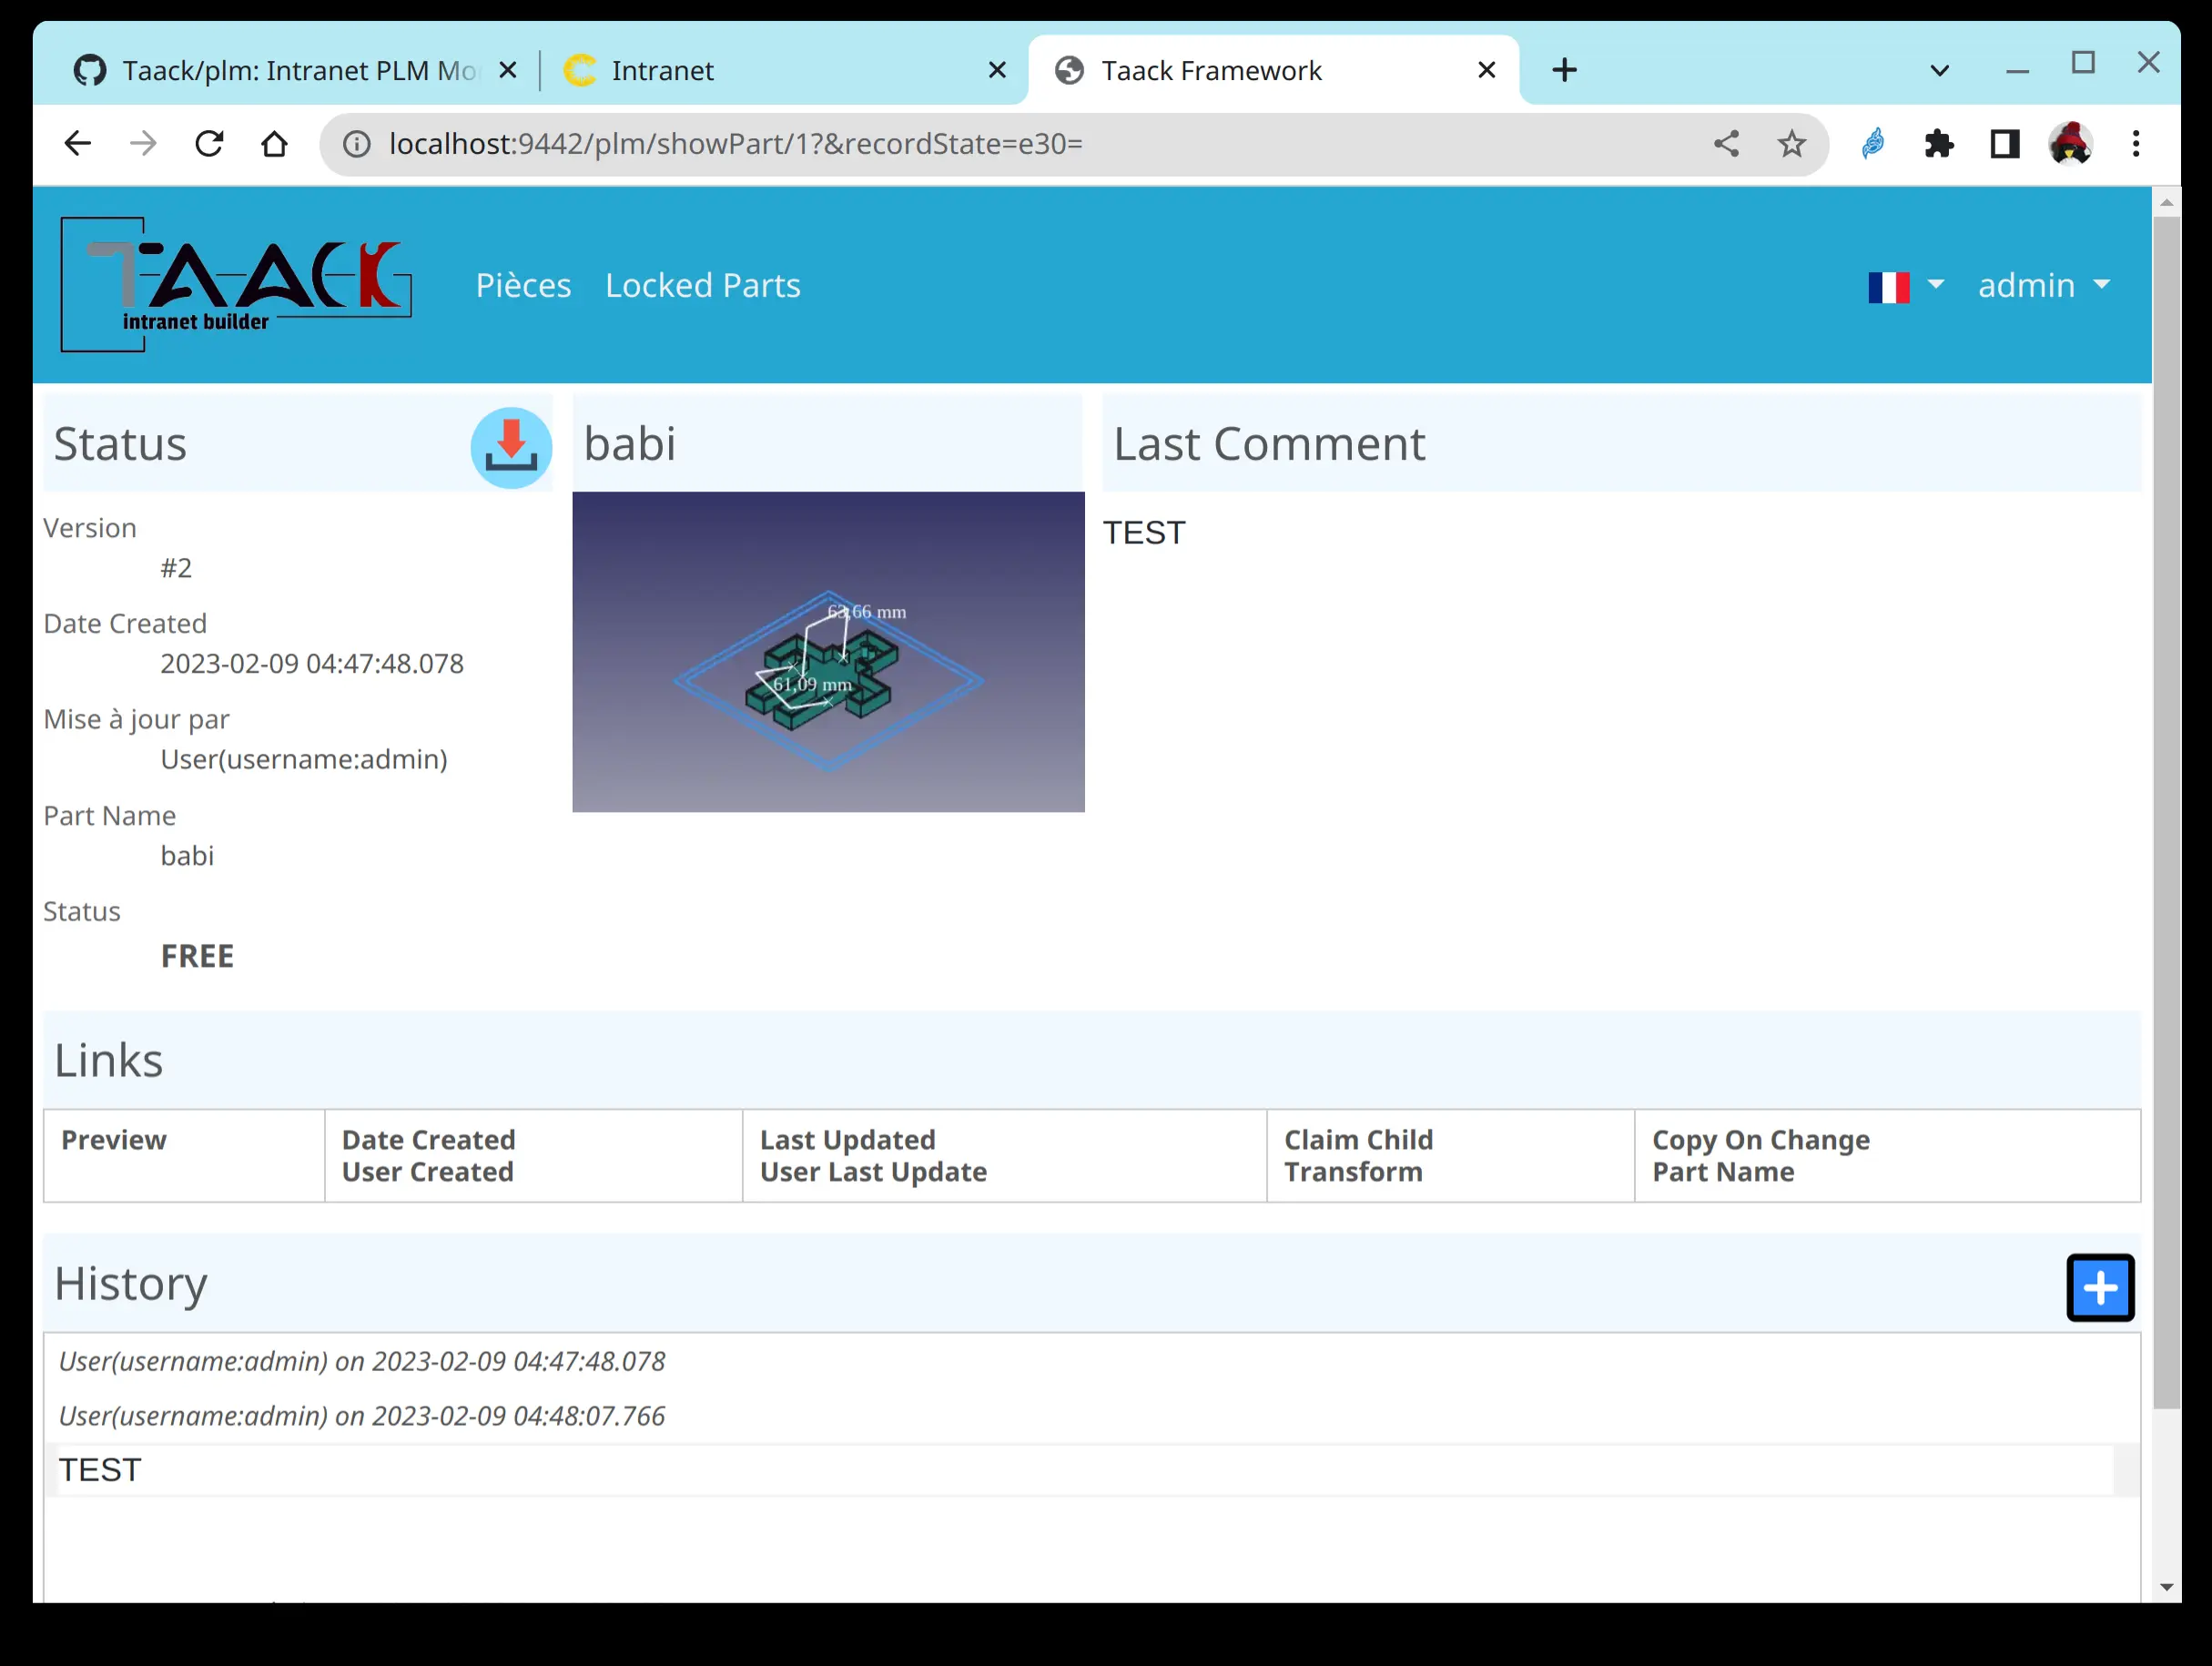 Taack/plm: Intranet PLM Mo
Intranet
Taack Framework
localhost:9442/plm/showPart/1?&recordState=e30=
TAACK
intranet builder
Pièces
Locked Parts
admin
Status
babi
Last Comment
Version
#2
Date Created
2023-02-09 04:47:48.078
Mise à jour par
User(username:admin)
Part Name
babi
Status
FREE
63,66 mm
61,09 mm
TEST
Links
Preview
Date Created
User Created
Last Updated
User Last Update
Claim Child
Transform
Copy On Change
Part Name
History
User(username:admin) on 2023-02-09 04:47:48.078
User(username:admin) on 2023-02-09 04:48:07.766
TEST